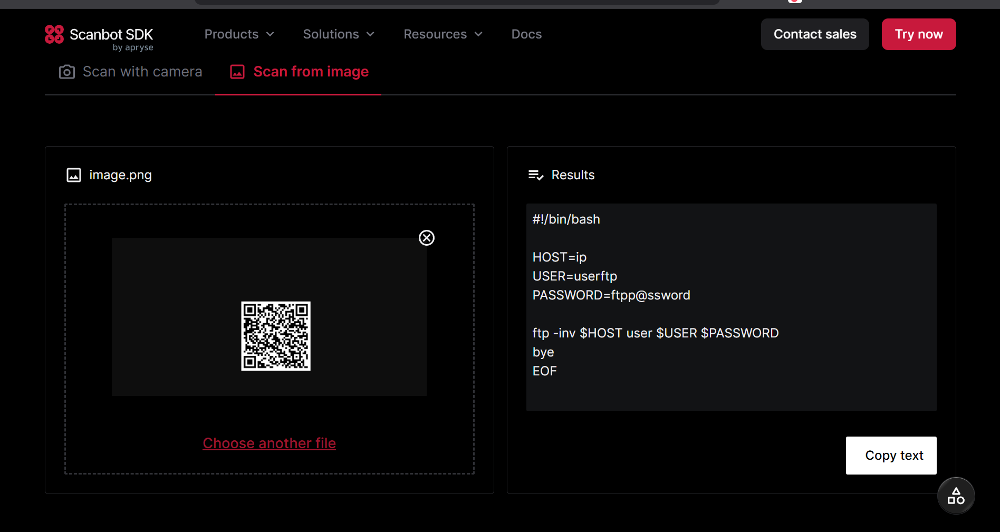 Scanbot SDK
by apryse
Products
Solutions
Resources
Docs
Contact sales
Try now
Scan with camera
Scan from image
image.png
Choose another file
Results
#!/bin/bash
HOST=ip
USER=userftp
PASSWORD=ftpp@ssword
ftp -inv $HOST user $USER $PASSWORD
bye
EOF
Copy text